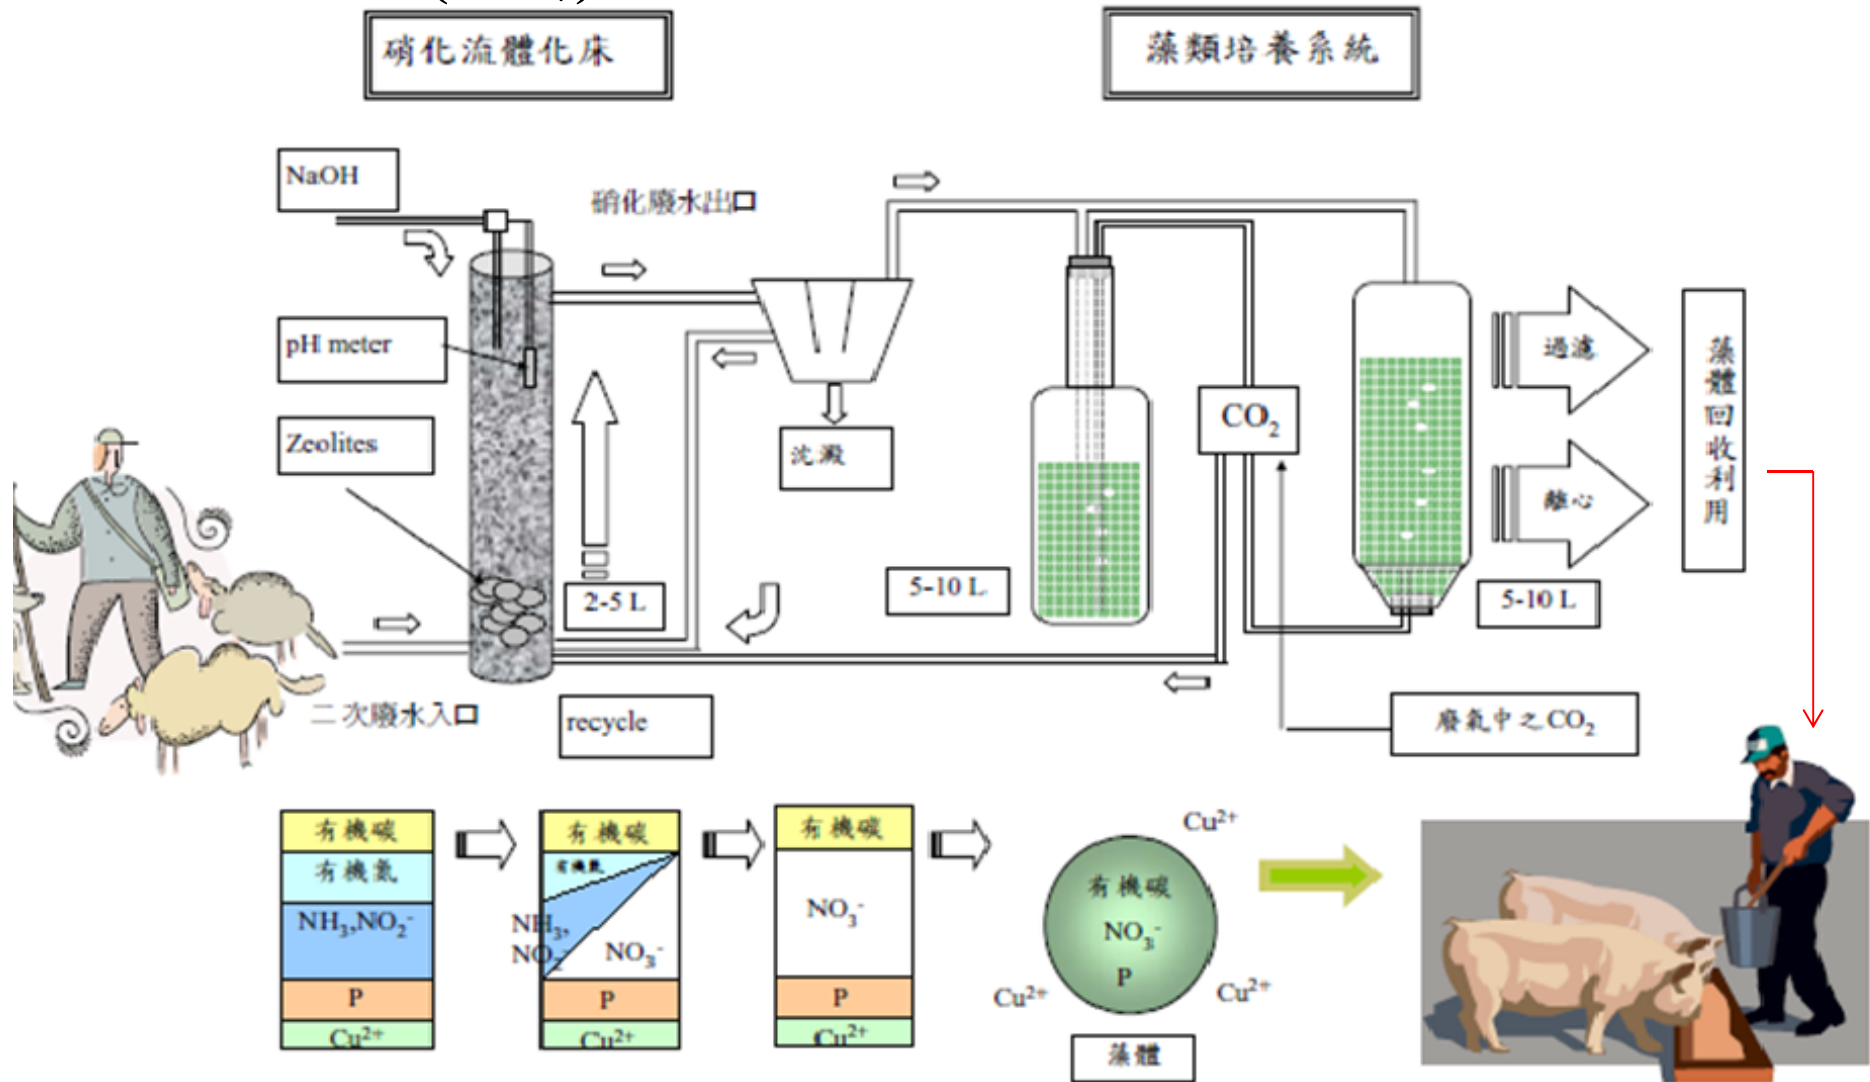 硝化流體化床
藻類培養系統
NaOH
硝化廢水出口
pH meter
Zeolites
沈澱
CO₂
過濾
離心
藻體回收利用
2-5 L
5-10 L
5-10 L
二次廢水入口
recycle
廢氣中之CO₂
有機碳
有機氮
NH₃,NO₂⁻
P
Cu²⁺
有機碳
有機氮
NH₃,
NO₂⁻
NO₃⁻
P
Cu²⁺
有機碳
NO₃⁻
P
Cu²⁺
Cu²⁺
有機碳
NO₃⁻
P
Cu²⁺
Cu²⁺
藻體